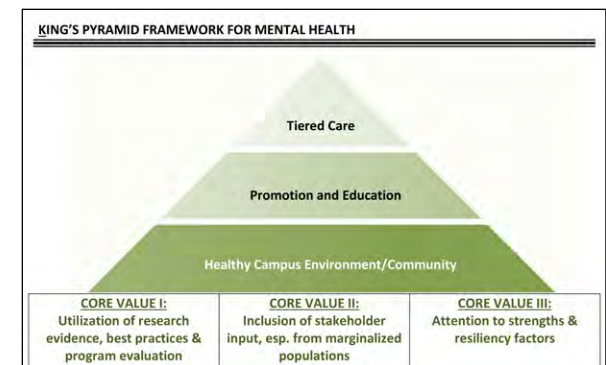 KING'S PYRAMID FRAMEWORK FOR MENTAL HEALTH
Tiered Care
Promotion and Education
Healthy Campus Environment/Community
CORE VALUE I:
Utilization of research
evidence, best practices &
program evaluation
CORE VALUE II:
Inclusion of stakeholder
input, esp. from marginalized
populations
CORE VALUE III:
Attention to strengths &
resiliency factors